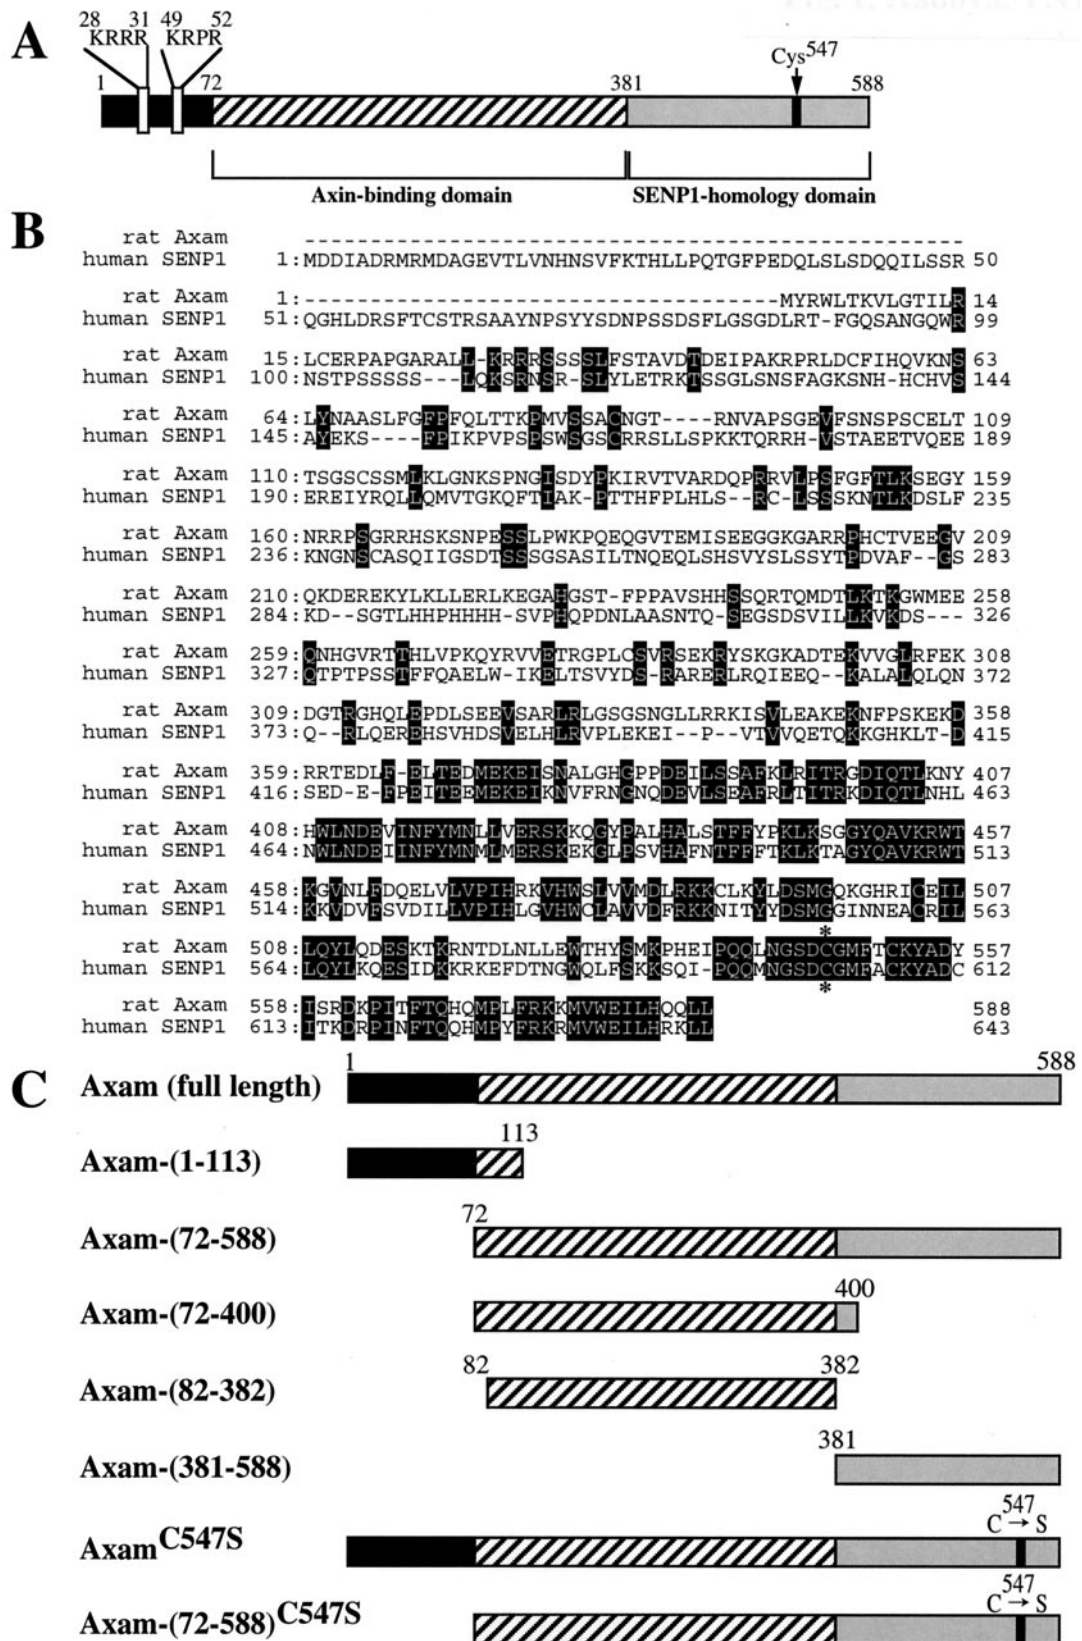 A
28 31 49 52
KRRR KRPR
Cys547
1 72 381 588
Axin-binding domain SENP1-homology domain
B
rat Axam --------------------------------------------------
human SENP1 1:MDDIADRMRMDAGEVTLVNHNSVFKTHLLPQTGFPEDQLSLSDQQILSSR 50
rat Axam 1:------------------------------------MYRWLTKVLGTILR 14
human SENP1 51:QGHLDRSFTCSTRSAAYNPSYYSDNPSSDSFLGSGDLRT-FGQSANGQWR 99
rat Axam 15:LCERPAPGARALL-KRRRSSSSLFSTAVDTDEIPAKRPRLDCFIHQVKNS 63
human SENP1 100:NSTPSSSSS---LQKSRNSR-SLYLETRKTSSGLSNSFAGKSNH-HCHVS 144
rat Axam 64:LYNAASLFGFPFQLTTKPMVSSACNGT----RNVAPSGEVFSNSPSCELT 109
human SENP1 145:AYEKS----FPIKPVPSPSWSGSCRRSLLSPKKTQRRH-VSTAEETVQEE 189
rat Axam 110:TSGSCSSMLKLGNKSPNGISDYPKIRVTVARDQPRRVLPSFGFTLKSEGY 159
human SENP1 190:EREIYRQLLQMVTGKQFTIAK-PTTHFPLHLS--RC-LSSSKNTLKDSLF 235
rat Axam 160:NRRPSGRRHSKSNPESSLPWKPQEQGVTEMISEEGGKGARRPHCTVEEGV 209
human SENP1 236:KNGNSCASQIIGSDTSSSGSASILTNQEQLSHSVYSLSSYTPDVAF--GS 283
rat Axam 210:QKDEREKYLKLLERLKEGAHGST-FPPAVSHHSSQRTQMDTLKTKGWMEE 258
human SENP1 284:KD--SGTLHHPHHHH-SVPHQPDNLAASNTQ-SEGSDSVILLKVKDS--- 326
rat Axam 259:QNHGVRTTHLVPKQYRVVETRGPLCSVRSEKRYSKGKADTEKVVGLRFEK 308
human SENP1 327:QTPTPSSTFFQAELW-IKELTSVYDS-RARERLRQIEEQ--KALALQLQN 372
rat Axam 309:DGTRGHQLEPDLSEEVSARLRLGSGSNGLLRRKISVLEAKEKNFPSKEKD 358
human SENP1 373:Q--RLQEREHSVHDSVELHLRVPLEKEI--P--VTVVQETQKKGHKLT-D 415
rat Axam 359:RRTEDLF-ELTEDMEKEISNALGHGPPDEILSSAFKLRITRGDIQTLKNY 407
human SENP1 416:SED-E-FPEITEEMEKEIKNVFRNGNQDEVLSEAFRLTITRKDIQTLNHL 463
rat Axam 408:HWLNDEVINFYMNLLVERSKKQGYPALHALSTFFYPKLKSGGYQAVKRWT 457
human SENP1 464:NWLNDEIINFYMNMLMERSKEKGLPSVHAFNTFFFTKLKTAGYQAVKRWT 513
rat Axam 458:KGVNLFDQELVLVPIHRKVHWSLVVMDLRKKCLKYLDSMGQKGHRICEIL 507
human SENP1 514:KKVDVFSVDILLVPIHLGVHWCLAVVDFRKKNITYYDSMGGINNEACRIL 563
*
rat Axam 508:LQYLQDESKTKRNTDLNLLEWTHYSMKPHEIPQQLNGSDCGMFTCKYADY 557
human SENP1 564:LQYLKQESIDKKRKEFDTNGWQLFSKKSQI-PQQMNGSDCGMFACKYADC 612
*
rat Axam 558:ISRDKPITFTQHQMPLFRKKMVWEILHQQLL 588
human SENP1 613:ITKDRPINFTQQHMPYFRKRMVWEILHRKLL 643
C
1 588
Axam (full length)
113
Axam-(1-113)
72
Axam-(72-588)
400
Axam-(72-400)
82 382
Axam-(82-382)
381
Axam-(381-588)
547
C → S
AxamC547S
547
C → S
Axam-(72-588)C547S